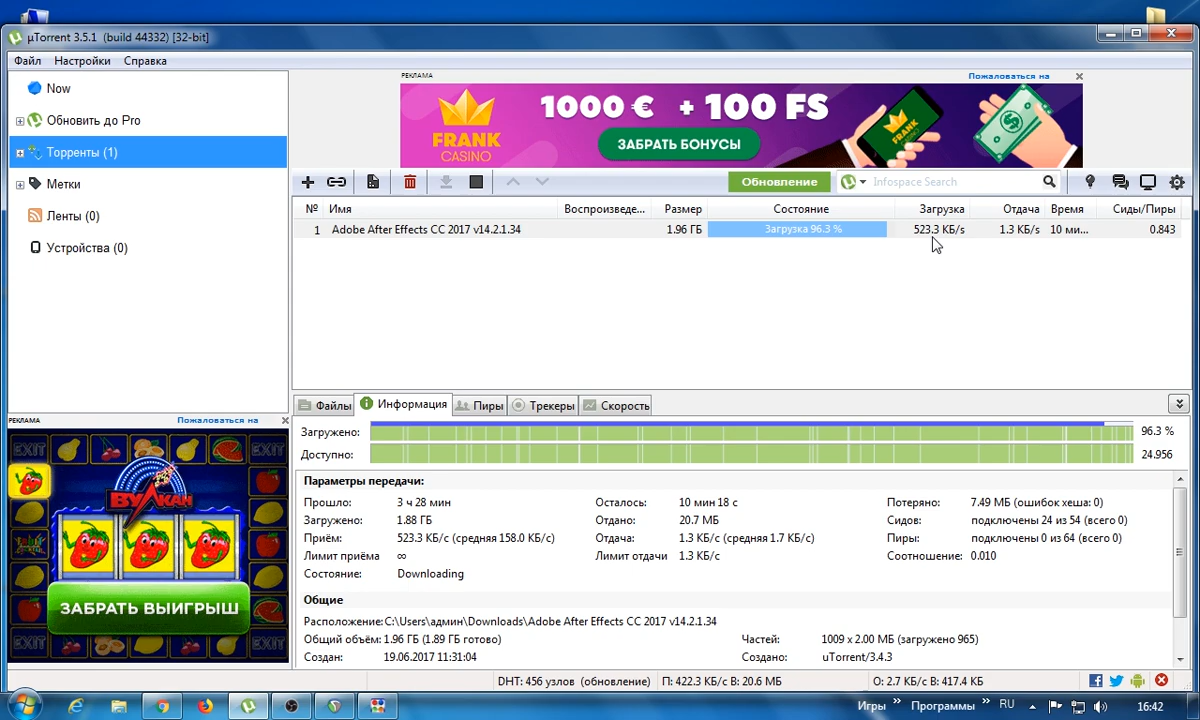 µTorrent 3.5.1 (build 44332) [32-bit]
Файл Настройки Справка
Now
Обновить до Pro
Торренты (1)
Метки
Ленты (0)
Устройства (0)
РЕКЛАМА Пожаловаться на
1000 € + 100 FS
FRANK
CASINO
ЗАБРАТЬ БОНУСЫ
FRANK
Обновление Infospace Search
№ Имя Воспроизведе... Размер Состояние Загрузка Отдача Время Сиды/Пиры
1 Adobe After Effects CC 2017 v14.2.1.34 1.96 ГБ Загрузка 96.3 % 523.3 КБ/s 1.3 КБ/s 10 ми... 0.843
РЕКЛАМА Пожаловаться на
EXIT EXIT
ВУЛКАН
ЗАБРАТЬ ВЫИГРЫШ
EXIT EXIT
Файлы Информация Пиры Трекеры Скорость
Загружено: 96.3 %
Доступно: 24.956
Параметры передачи:
Прошло: 3 ч 28 мин Осталось: 10 мин 18 с Потеряно: 7.49 МБ (ошибок хеша: 0)
Загружено: 1.88 ГБ Отдано: 20.7 МБ Сидов: подключены 24 из 54 (всего 0)
Приём: 523.3 КБ/с (средняя 158.0 КБ/с) Отдача: 1.3 КБ/с (средняя 1.7 КБ/с) Пиры: подключены 0 из 64 (всего 0)
Лимит приёма ∞ Лимит отдачи 1.3 КБ/s Соотношение: 0.010
Состояние: Downloading
Общие
Расположение: C:\Users\админ\Downloads\Adobe After Effects CC 2017 v14.2.1.34
Общий объём: 1.96 ГБ (1.89 ГБ готово) Частей: 1009 x 2.00 МБ (загружено 965)
Создан: 19.06.2017 11:31:04 Создано: uTorrent/3.4.3
DHT: 456 узлов (обновление) П: 422.3 КБ/s В: 20.6 МБ О: 2.7 КБ/s В: 417.4 КБ
Игры » Программы » RU 16:42